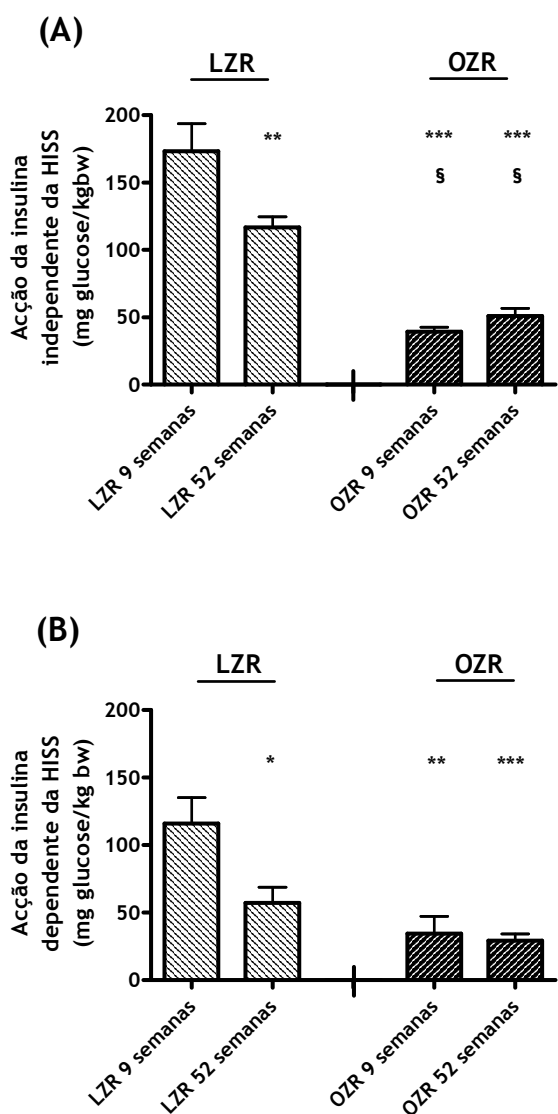 (A)
LZR
OZR
Acção da insulina
independente da HISS
(mg glucose/kgbw)
200
150
100
50
0
**
***
***
§
§
LZR 9 semanas
LZR 52 semanas
OZR 9 semanas
OZR 52 semanas
(B)
LZR
OZR
Acção da insulina
dependente da HISS
(mg glucose/kg bw)
200
150
100
50
0
*
**
***
LZR 9 semanas
LZR 52 semanas
OZR 9 semanas
OZR 52 semanas